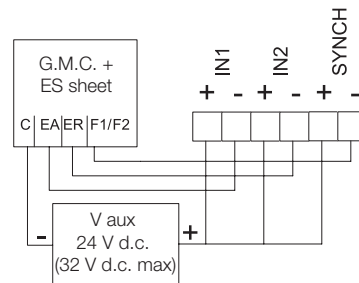 G.M.C. +
ES sheet
C EA ER F1/F2
IN1 IN2 SYNCH
+ - + - + -
- V aux +
24 V d.c.
(32 V d.c. max)